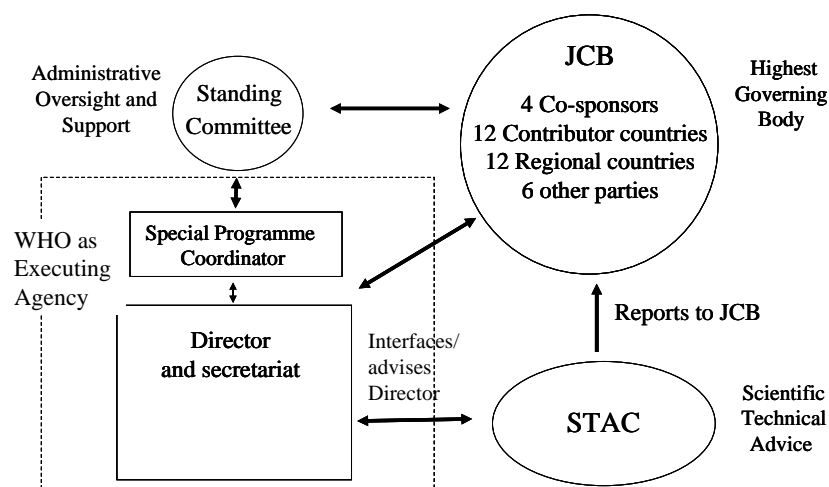 Administrative
Oversight and
Support
Standing
Committee
JCB
4 Co-sponsors
12 Contributor countries
12 Regional countries
6 other parties
Highest
Governing
Body
WHO as
Executing
Agency
Special Programme
Coordinator
Director
and secretariat
Interfaces/
advises
Director
Reports to JCB
STAC
Scientific
Technical
Advice